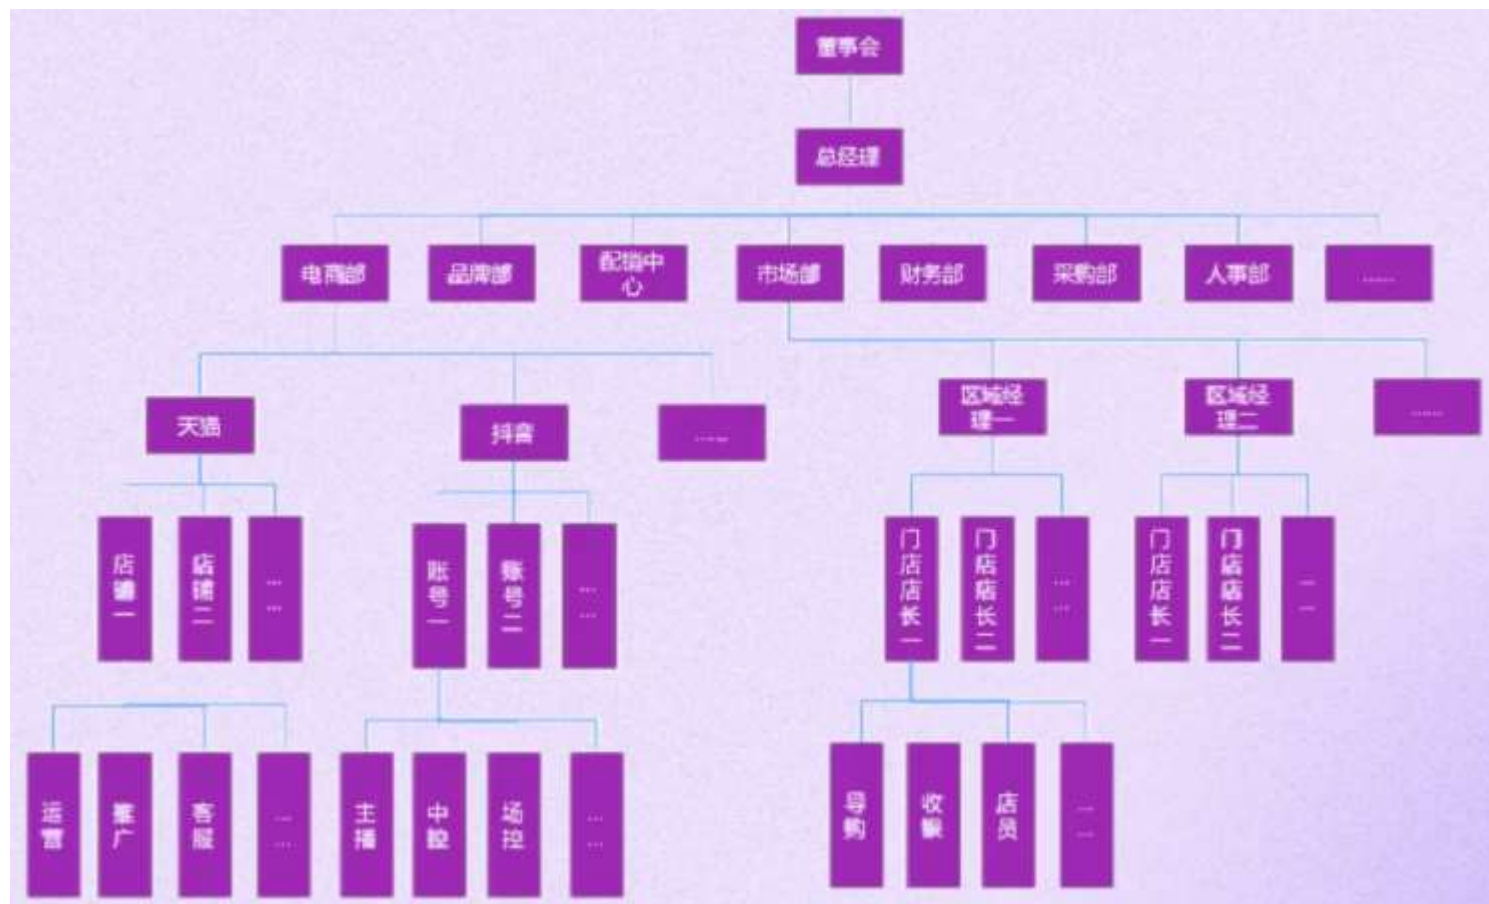 董事会
总经理
电商部
品牌部
配销中
心
市场部
财务部
采购部
人事部
……
天猫
抖音
……
区域经
理一
区域经
理二
……
店
铺
一
店
铺
二
…
…
账
号
一
账
号
二
…
…
门
店
店
长
一
门
店
店
长
二
…
…
门
店
店
长
一
门
店
店
长
二
…
…
运
营
推
广
客
服
…
…
主
播
中
控
场
控
…
…
导
购
收
银
店
员
…
…